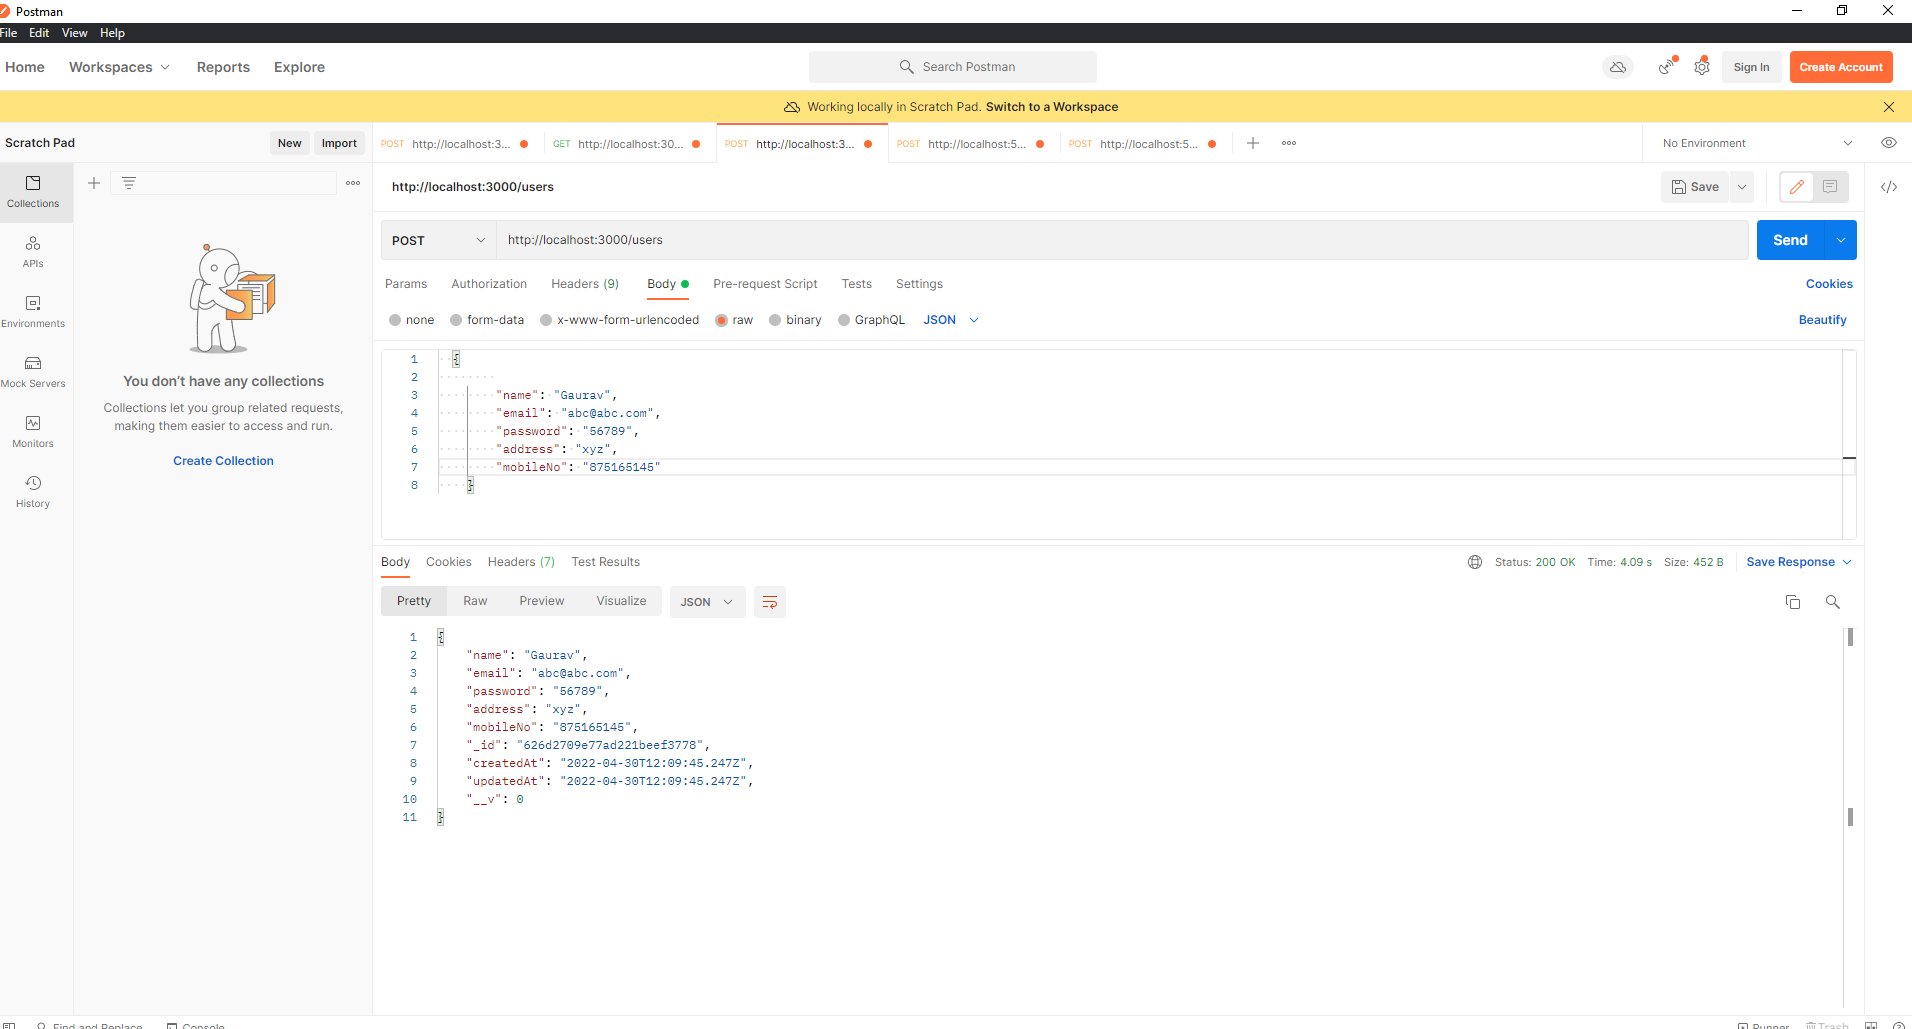 Postman
File Edit View Help
Home Workspaces Reports Explore Search Postman Sign In Create Account
Working locally in Scratch Pad. Switch to a Workspace
Scratch Pad New Import POST http://localhost:3... GET http://localhost:30... POST http://localhost:3... POST http://localhost:5... POST http://localhost:5... No Environment
Collections
APIs
Environments
Mock Servers
Monitors
History
You don't have any collections
Collections let you group related requests,
making them easier to access and run.
Create Collection
http://localhost:3000/users Save
POST http://localhost:3000/users Send
Params Authorization Headers (9) Body Pre-request Script Tests Settings Cookies
none form-data x-www-form-urlencoded raw binary GraphQL JSON Beautify
1 {
2
3 "name": "Gaurav",
4 "email": "abc@abc.com",
5 "password": "56789",
6 "address": "xyz",
7 "mobileNo": "875165145"
8 }
Body Cookies Headers (7) Test Results Status: 200 OK Time: 4.09 s Size: 452 B Save Response
Pretty Raw Preview Visualize JSON
1 {
2 "name": "Gaurav",
3 "email": "abc@abc.com",
4 "password": "56789",
5 "address": "xyz",
6 "mobileNo": "875165145",
7 "_id": "626d2709e77ad221beef3778",
8 "createdAt": "2022-04-30T12:09:45.247Z",
9 "updatedAt": "2022-04-30T12:09:45.247Z",
10 "__v": 0
11 }
Find and Replace Console Runner Trash